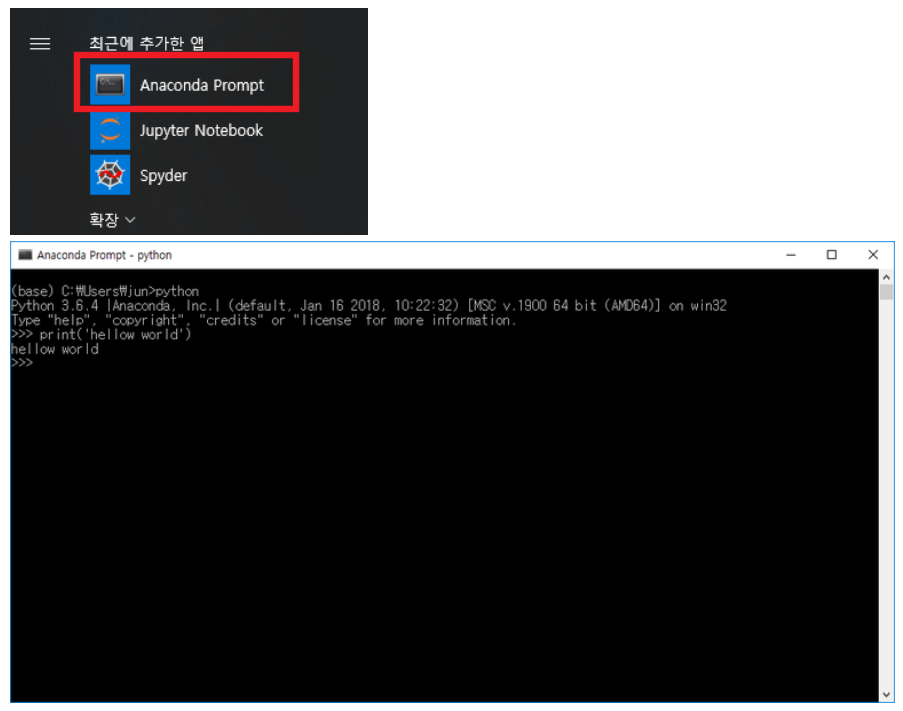 최근에 추가한 앱
Anaconda Prompt
Jupyter Notebook
Spyder
확장
Anaconda Prompt - python
(base) C:₩Users₩jun>python
Python 3.6.4 |Anaconda, Inc.| (default, Jan 16 2018, 10:22:32) [MSC v.1900 64 bit (AMD64)] on win32
Type "help", "copyright", "credits" or "license" for more information.
>>> print('hellow world')
hellow world
>>>